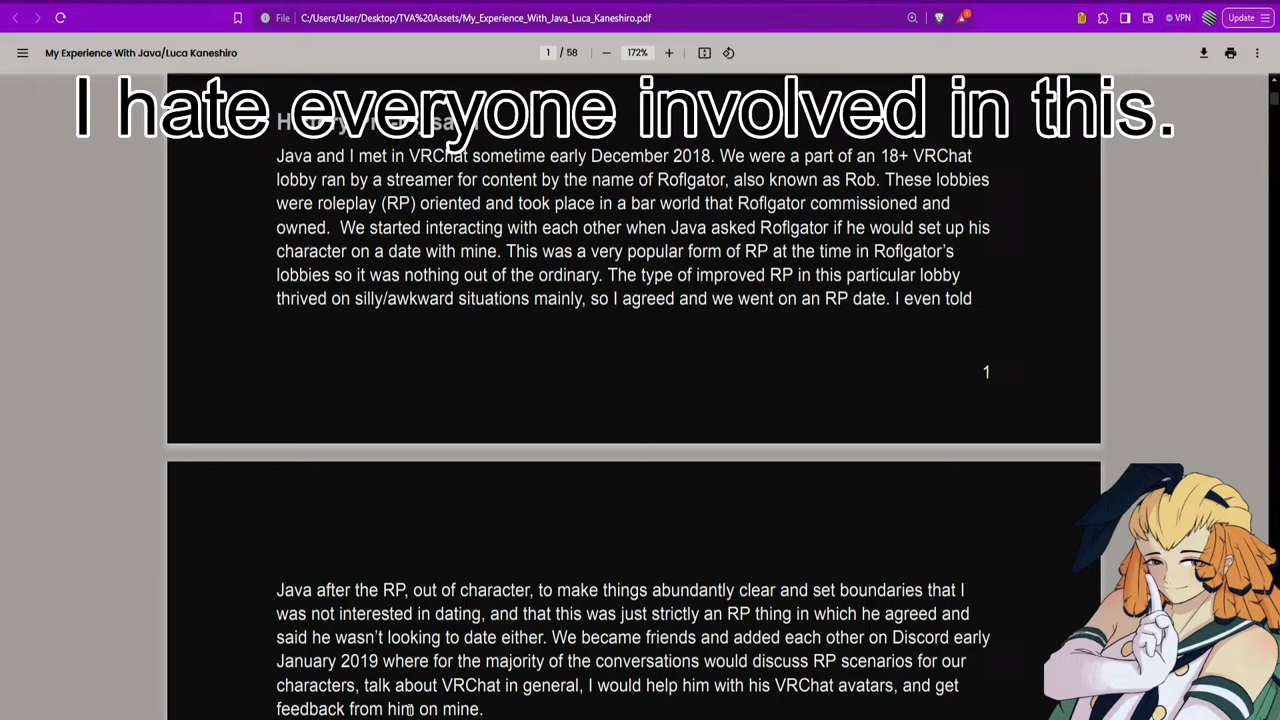 File C:/Users/User/Desktop/TVA%20Assets/My_Experience_With_Java_Luca_Kaneshiro.pdf
VPN Update
My Experience With Java/Luca Kaneshiro 1 / 58 172%
I hate everyone involved in this.
Java and I met in VRChat sometime early December 2018. We were a part of an 18+ VRChat
lobby ran by a streamer for content by the name of Roflgator, also known as Rob. These lobbies
were roleplay (RP) oriented and took place in a bar world that Roflgator commissioned and
owned.  We started interacting with each other when Java asked Roflgator if he would set up his
character on a date with mine. This was a very popular form of RP at the time in Roflgator’s
lobbies so it was nothing out of the ordinary. The type of improved RP in this particular lobby
thrived on silly/awkward situations mainly, so I agreed and we went on an RP date. I even told
1
Java after the RP, out of character, to make things abundantly clear and set boundaries that I
was not interested in dating, and that this was just strictly an RP thing in which he agreed and
said he wasn’t looking to date either. We became friends and added each other on Discord early
January 2019 where for the majority of the conversations would discuss RP scenarios for our
characters, talk about VRChat in general, I would help him with his VRChat avatars, and get
feedback from him on mine.